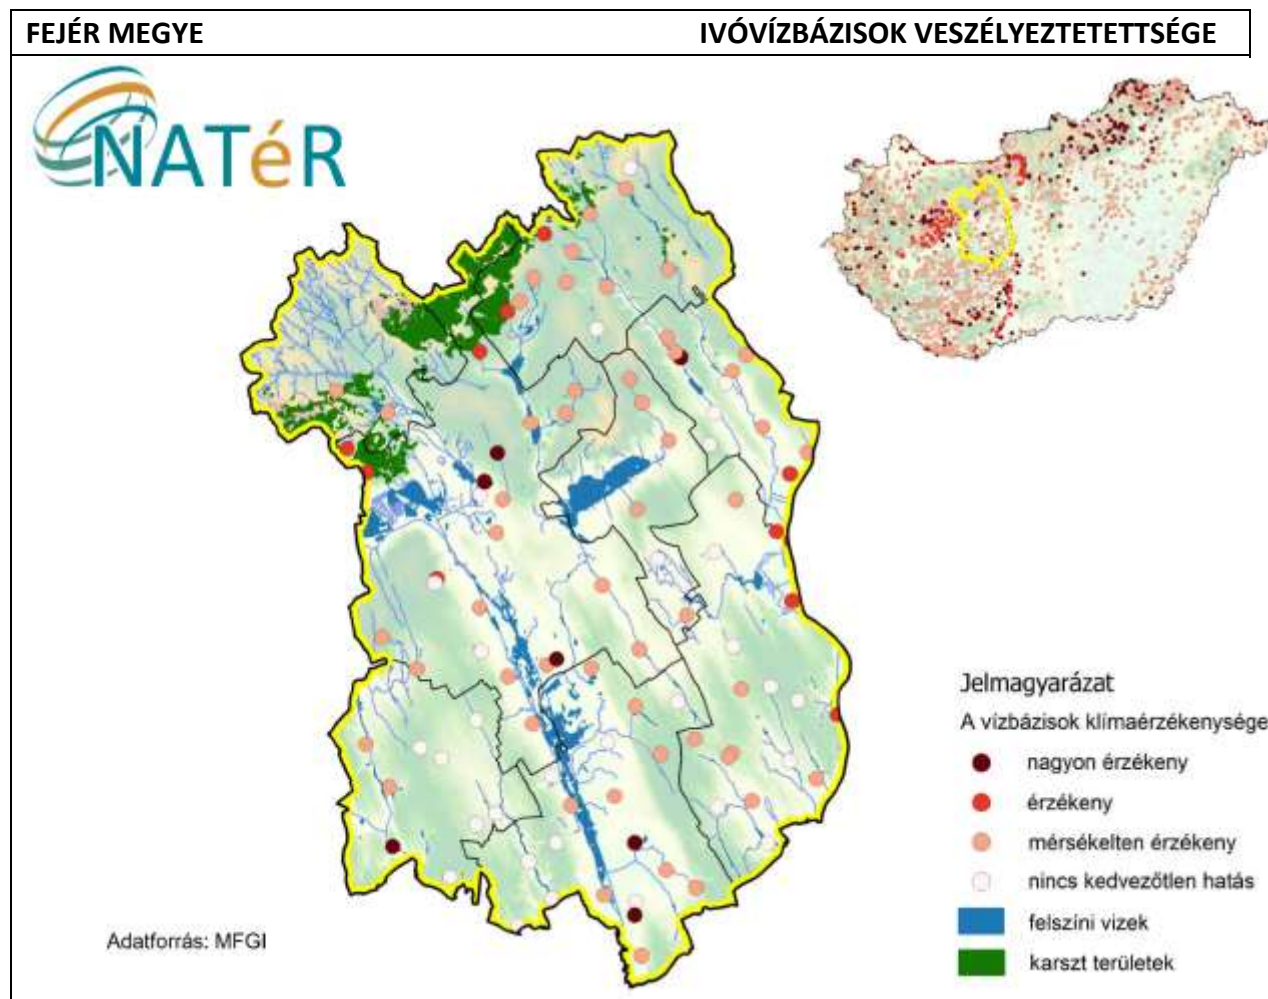 FEJÉR MEGYE IVÓVÍZBÁZISOK VESZÉLYEZTETETTSÉGE
NATéR
Jelmagyarázat
A vízbázisok klímaérzékenysége
nagyon érzékeny
érzékeny
mérsékelten érzékeny
nincs kedvezőtlen hatás
felszíni vizek
karszt területek
Adatforrás: MFGI